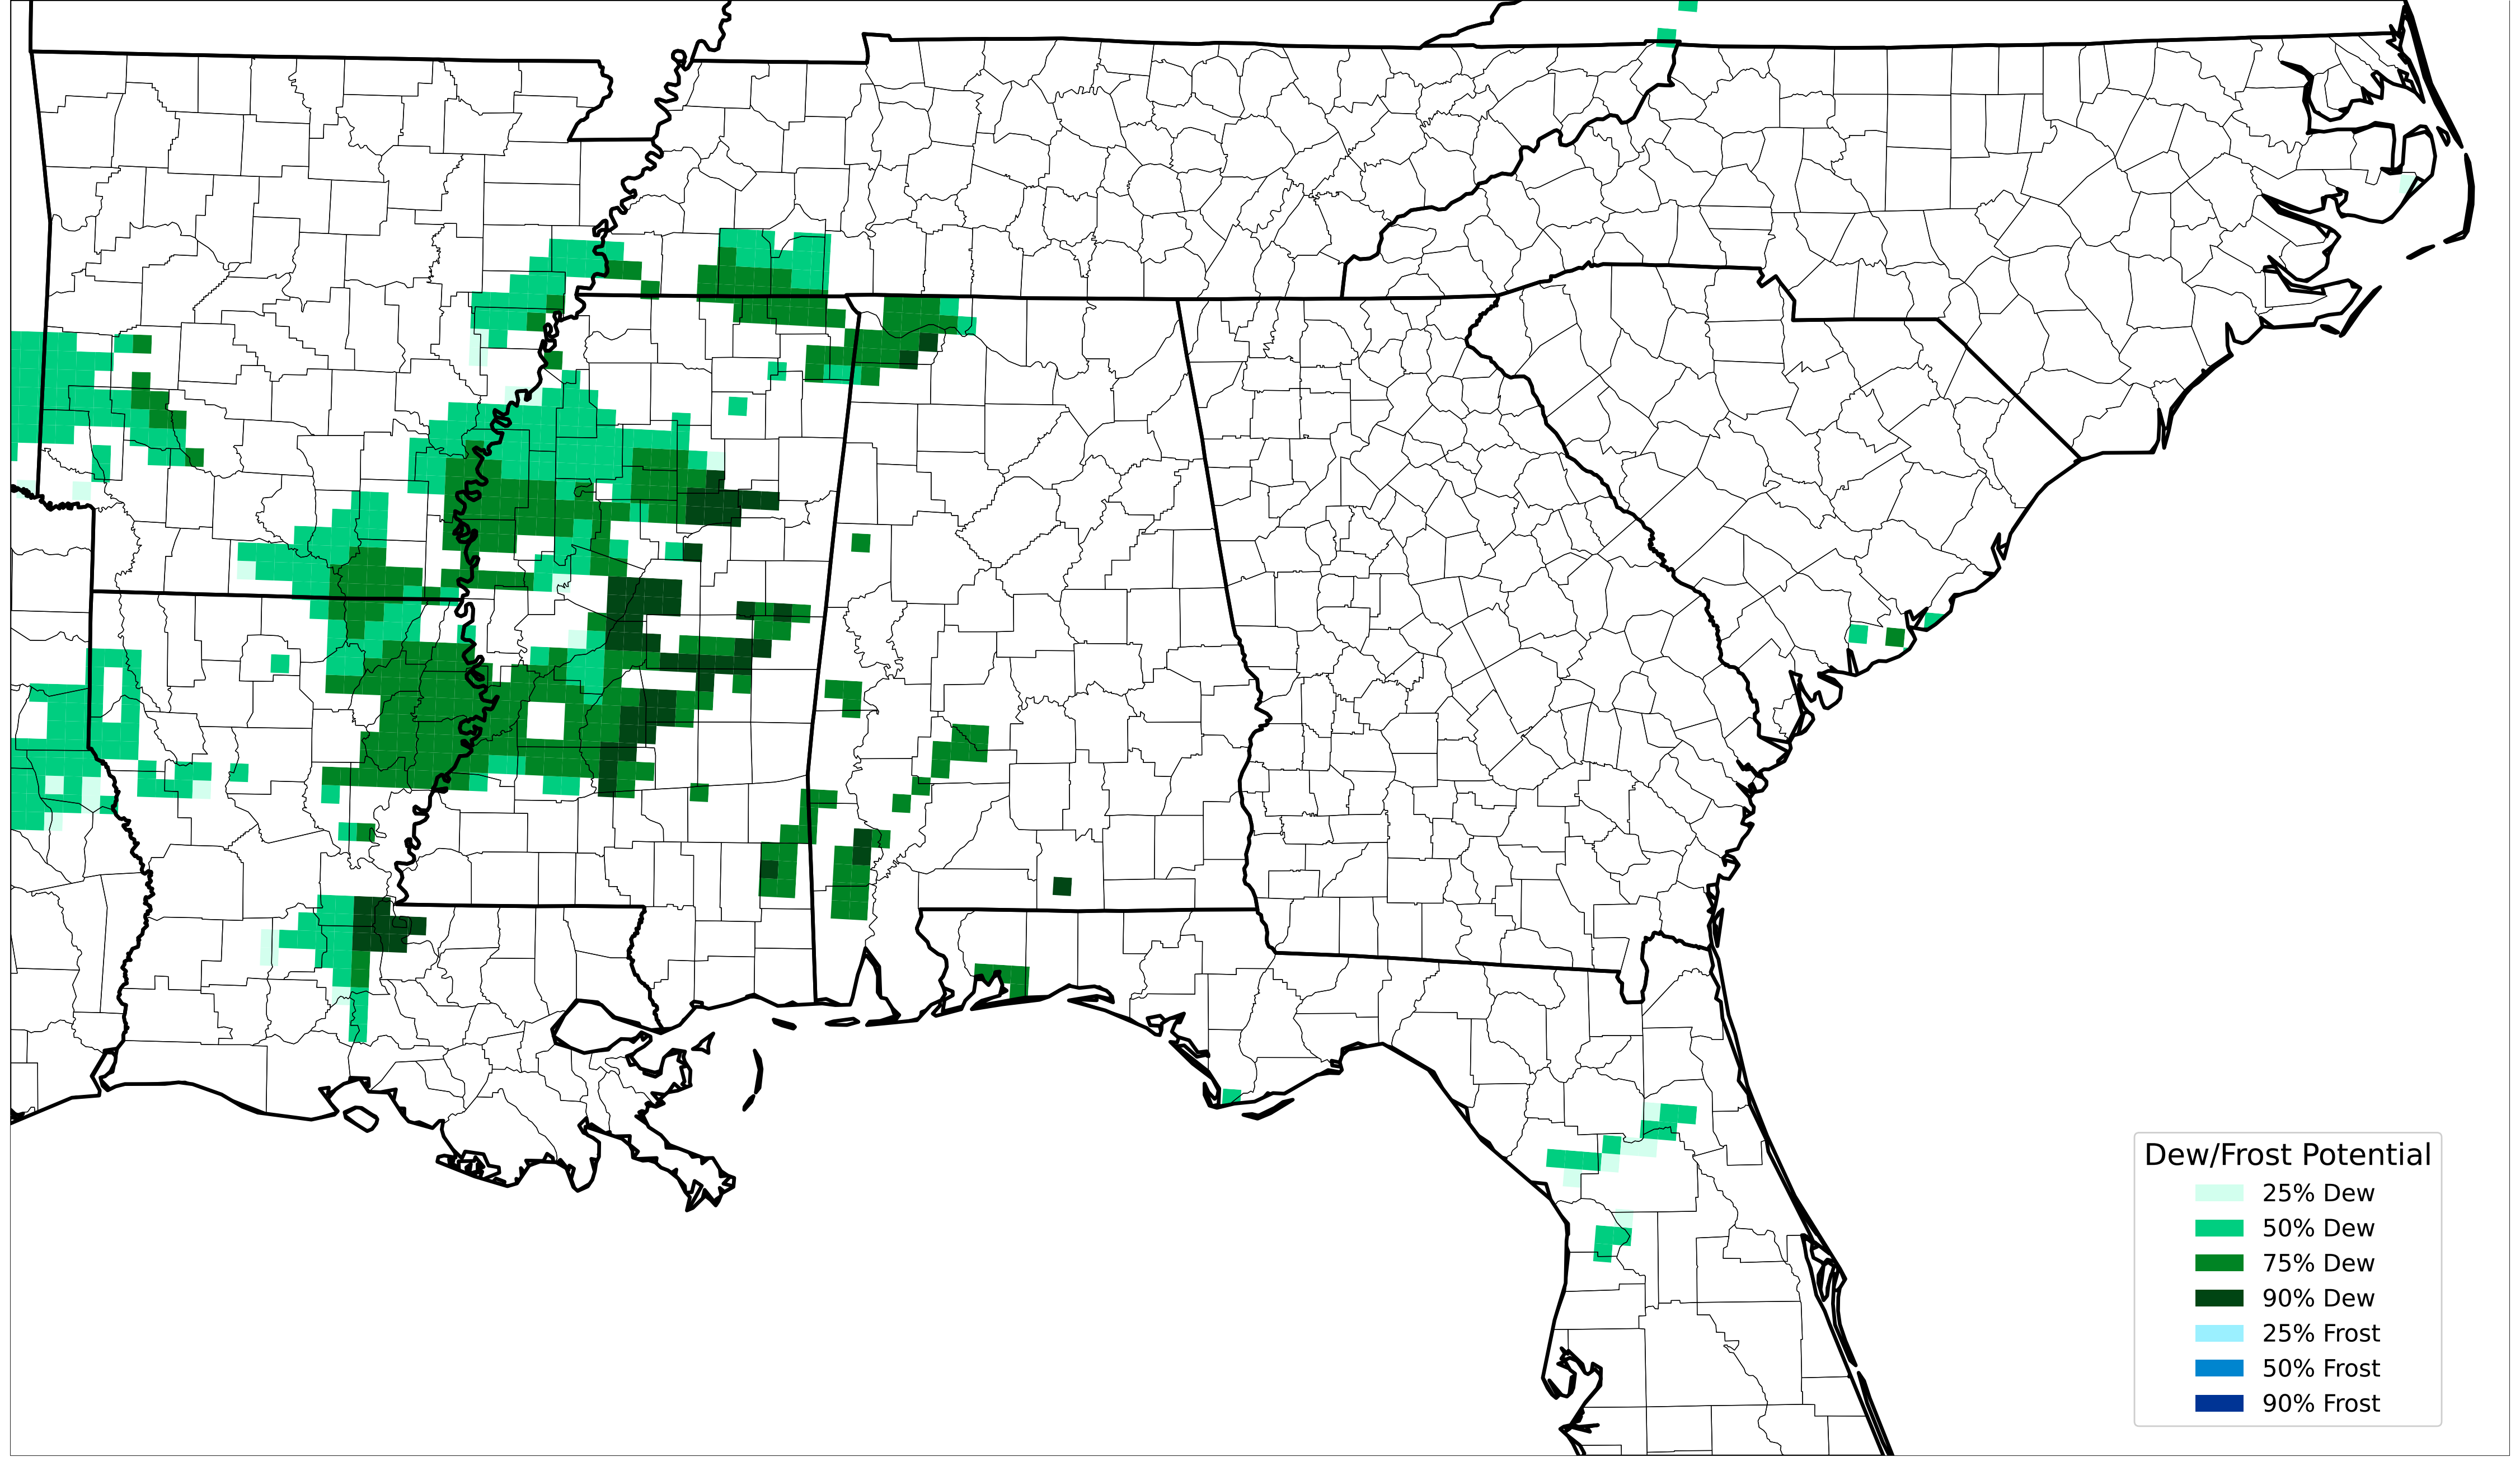 Dew/Frost Potential
25% Dew
50% Dew
75% Dew
90% Dew
25% Frost
50% Frost
90% Frost